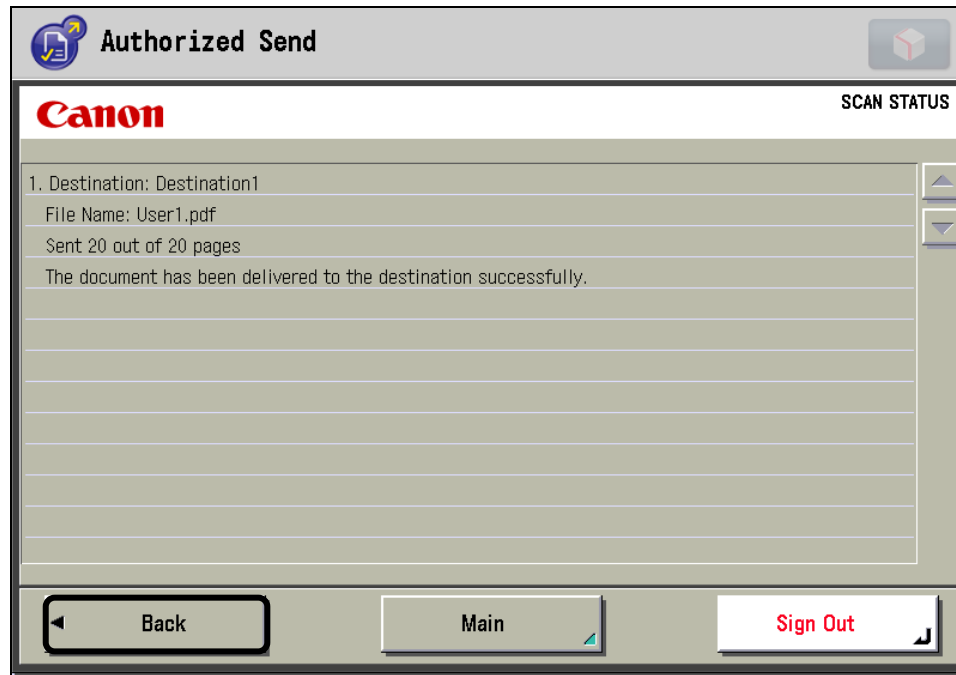 Authorized Send
Canon
SCAN STATUS
1. Destination: Destination1
File Name: User1.pdf
Sent 20 out of 20 pages
The document has been delivered to the destination successfully.
Back
Main
Sign Out